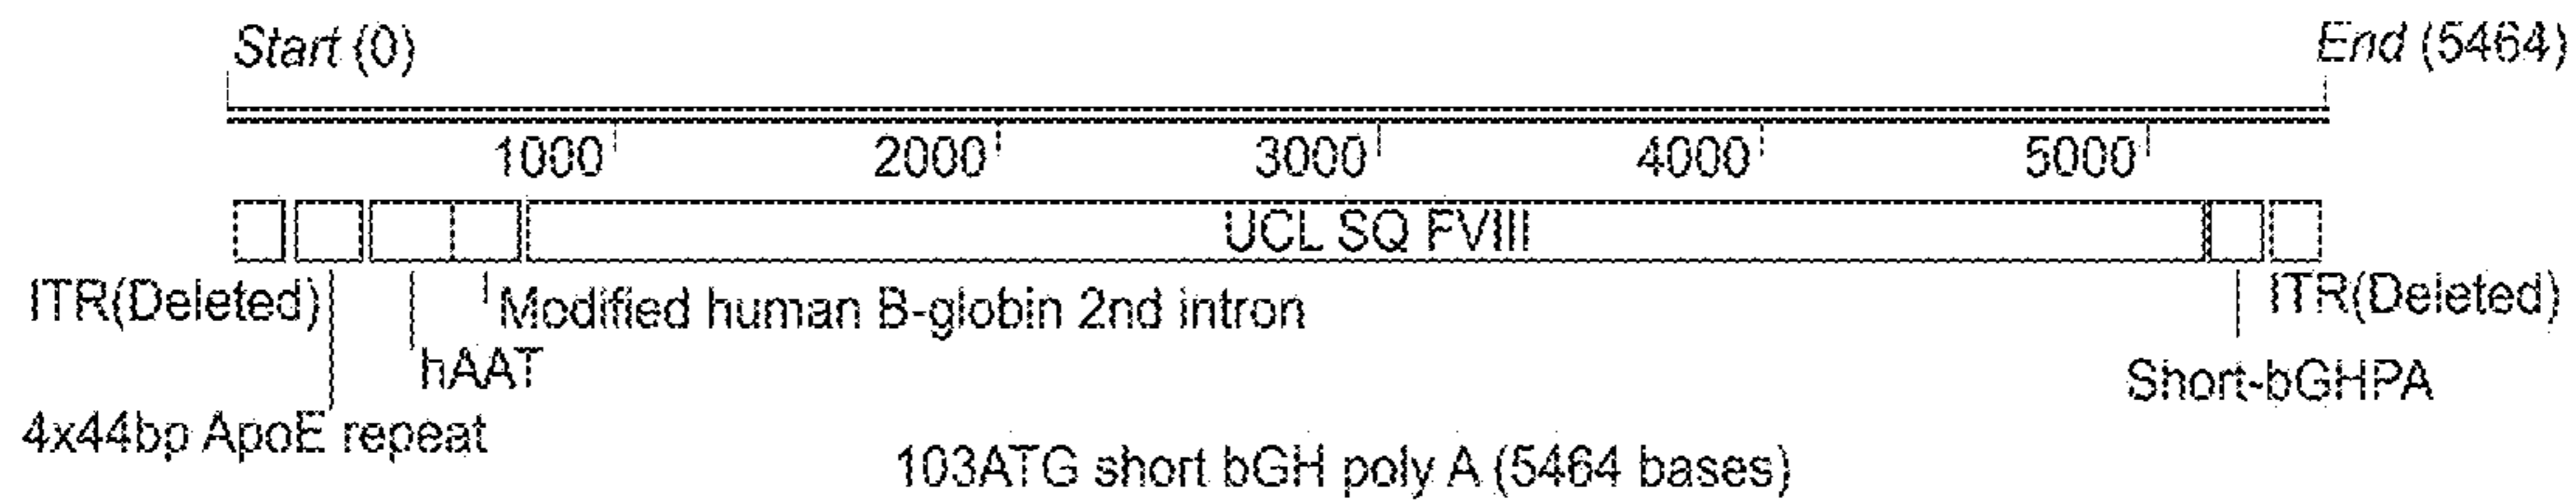 Start (0) End (5464)
1000 2000 3000 4000 5000
UCL SQ FVIII
ITR(Deleted) Modified human B-globin 2nd intron ITR(Deleted)
hAAT Short-bGHPA
4x44bp ApoE repeat
103ATG short bGH poly A (5464 bases)